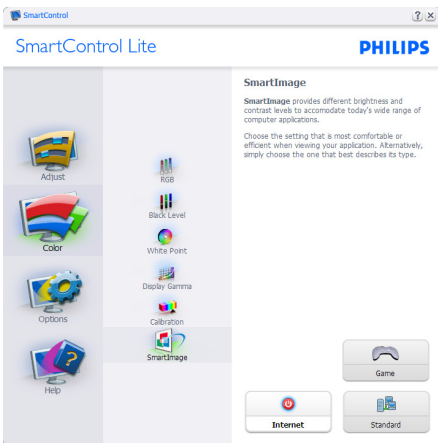 SmartControl
SmartControl Lite
PHILIPS
Adjust
Color
Options
Help
RGB
Black Level
White Point
Display Gamma
Calibration
SmartImage
SmartImage
SmartImage provides different brightness and
contrast levels to accomodate today's wide range of
computer applications.
Choose the setting that is most comfortable or
efficient when viewing your application. Alternatively,
simply choose the one that best describes its type.
Game
Internet
Standard